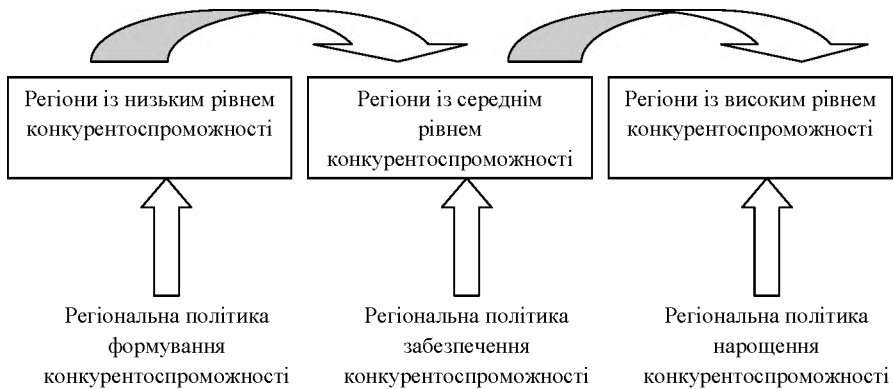 Регіони із низьким рівнем
конкурентоспроможності
Регіони із середнім
рівнем
конкурентоспроможності
Регіони із високим рівнем
конкурентоспроможності
Регіональна політика
формування
конкурентоспроможності
Регіональна політика
забезпечення
конкурентоспроможності
Регіональна політика
нарощення
конкурентоспроможності